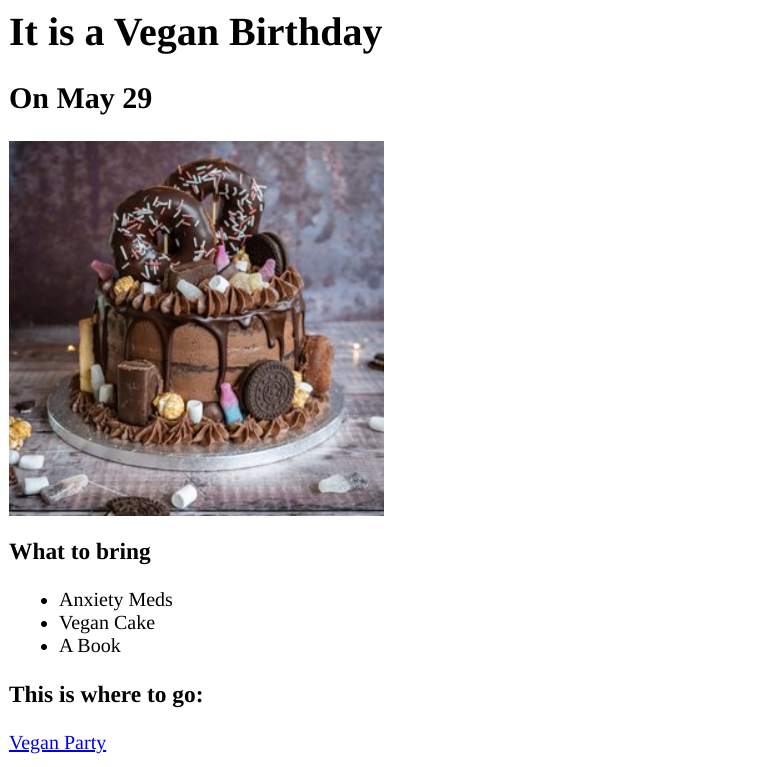 It is a Vegan Birthday
On May 29
What to bring
Anxiety Meds
Vegan Cake
A Book
This is where to go:
Vegan Party